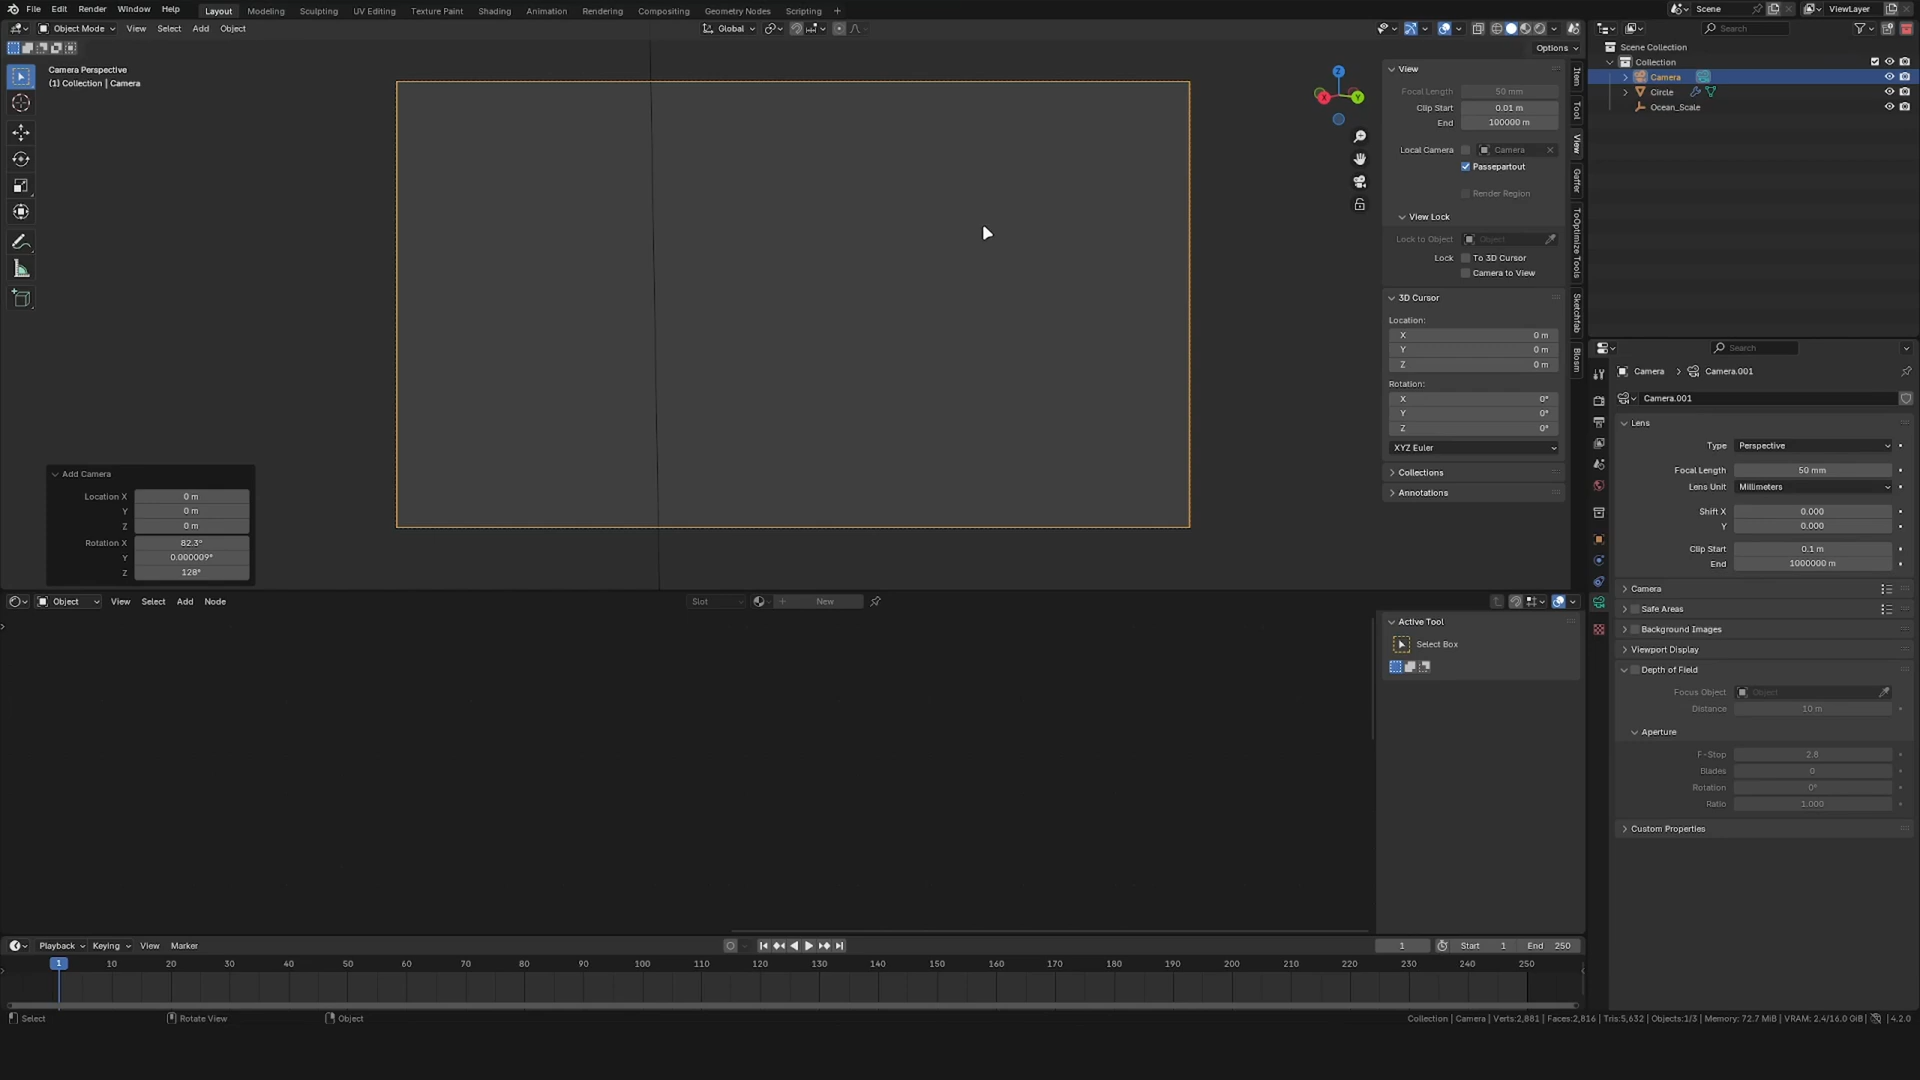 File Edit Render Window Help Layout Modeling Sculpting UV Editing Texture Paint Shading Animation Rendering Compositing Geometry Nodes Scripting + Scene ViewLayer
Object Mode View Select Add Object Global Search
Options
Camera Perspective
(1) Collection | Camera
X Y Z
View
Focal Length 50 mm
Clip Start 0.01 m
End 100000 m
Local Camera Camera
Passepartout
Render Region
View Lock
Lock to Object Object
Lock To 3D Cursor
Camera to View
3D Cursor
Location:
X 0 m
Y 0 m
Z 0 m
Rotation:
X 0°
Y 0°
Z 0°
XYZ Euler
Collections
Annotations
Item
Tool
View
Gaffer
ToOptimize Tools
Sketchfab
Blosm
Scene Collection
Collection
Camera
Circle
Ocean_Scale
Search
Camera > Camera.001
Camera.001
Lens
Type Perspective
Focal Length 50 mm
Lens Unit Millimeters
Shift X 0.000
Y 0.000
Clip Start 0.1 m
End 1000000 m
Camera
Safe Areas
Background Images
Viewport Display
Depth of Field
Focus Object Object
Distance 10 m
Aperture
F-Stop 2.8
Blades 0
Rotation 0°
Ratio 1.000
Custom Properties
Add Camera
Location X 0 m
Y 0 m
Z 0 m
Rotation X 82.3°
Y 0.000009°
Z 128°
Object View Select Add Node Slot + New
Active Tool
Select Box
Playback Keying View Marker 1 Start 1 End 250
1 10 20 30 40 50 60 70 80 90 100 110 120 130 140 150 160 170 180 190 200 210 220 230 240 250
Select Rotate View Object Collection | Camera | Verts:2,881 | Faces:2,816 | Tris:5,632 | Objects:1/3 | Memory: 72.7 MiB | VRAM: 2.4/16.0 GiB | 4.2.0